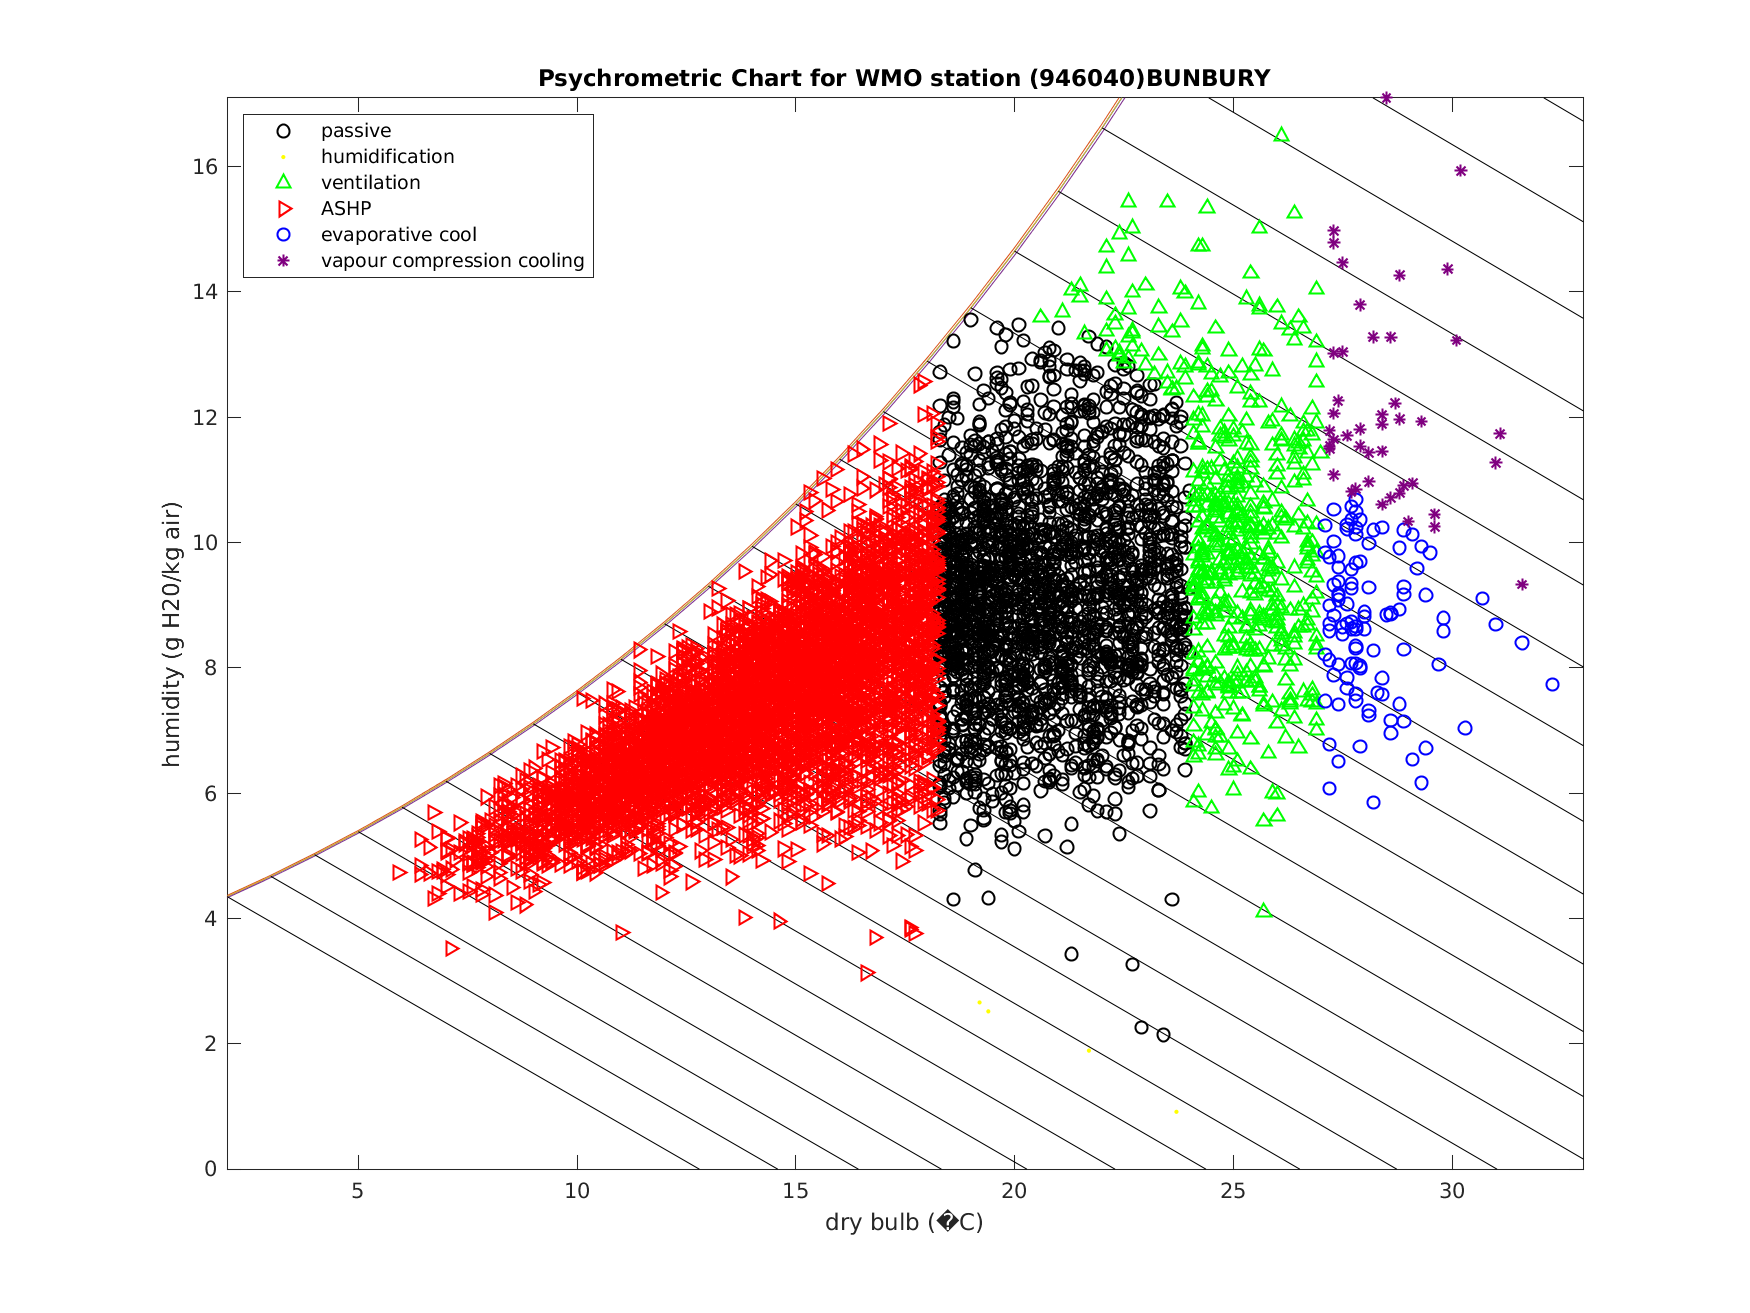 Psychrometric Chart for WMO station (946040)BUNBURY
passive
humidification
ventilation
ASHP
evaporative cool
vapour compression cooling
humidity (g H20/kg air)
16
14
12
10
8
6
4
2
0
5 10 15 20 25 30
dry bulb (�C)